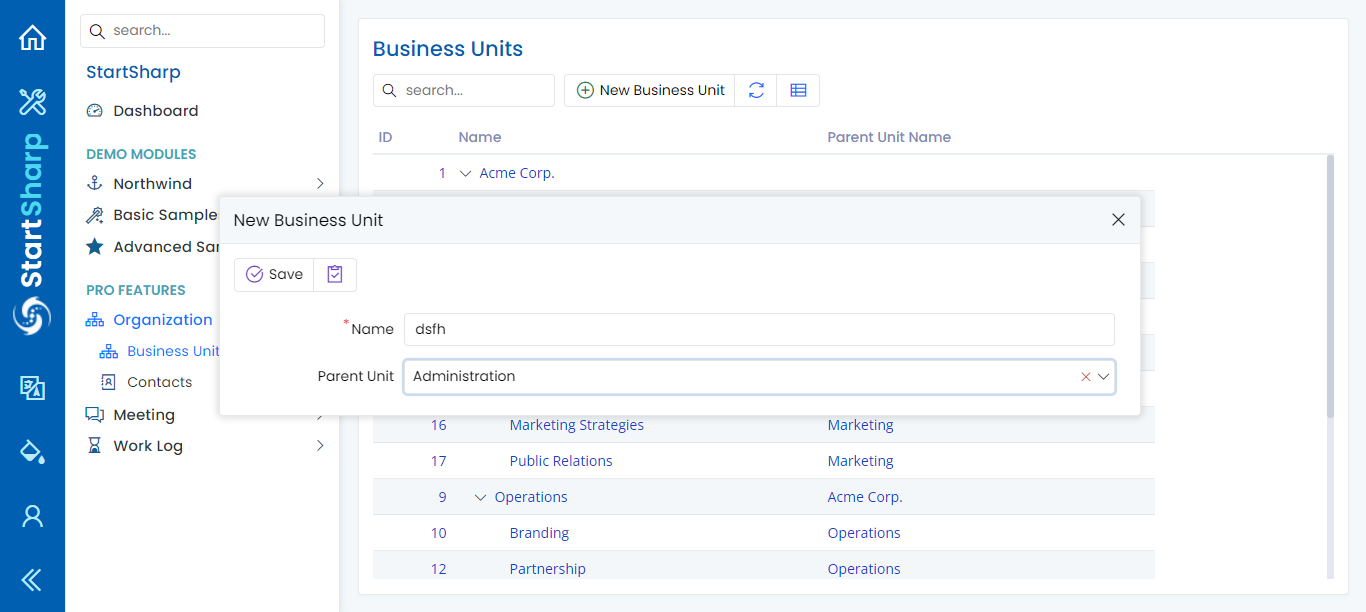 StartSharp
search...
StartSharp
Dashboard
DEMO MODULES
Northwind
Basic Sample
Advanced Sar
PRO FEATURES
Organization
Business Unit
Contacts
Meeting
Work Log
Business Units
search...
New Business Unit
ID Name Parent Unit Name
1 Acme Corp.
New Business Unit
Save
*Name dsfh
Parent Unit Administration
16 Marketing Strategies Marketing
17 Public Relations Marketing
9 Operations Acme Corp.
10 Branding Operations
12 Partnership Operations